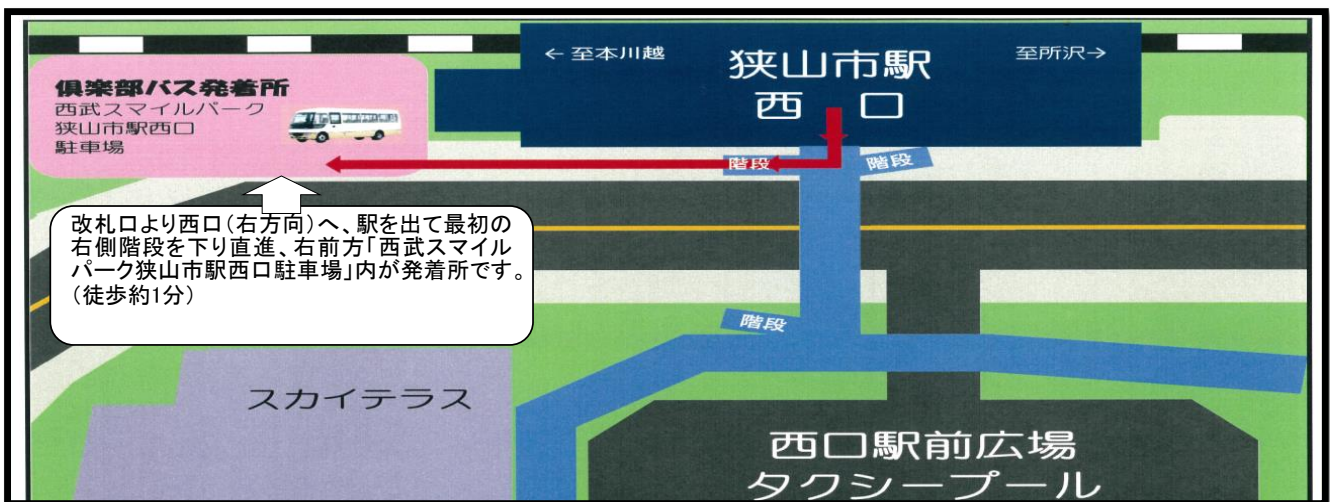 ← 至本川越
狭山市駅
西口
至所沢→
倶楽部バス発着所
西武スマイルパーク
狭山市駅西口
駐車場
階段
階段
改札口より西口(右方向)へ、駅を出て最初の
右側階段を下り直進、右前方「西武スマイル
パーク狭山市駅西口駐車場」内が発着所です。
(徒歩約1分)
階段
スカイテラス
西口駅前広場
タクシープール